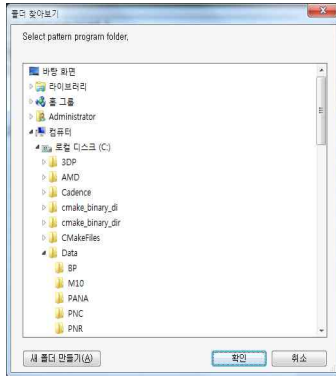 폴더 찾아보기
Select pattern program folder,
바탕 화면
라이브러리
홈 그룹
Administrator
컴퓨터
로컬 디스크 (C:)
3DP
AMD
Cadence
cmake_binary_di
cmake_binary_dir
CMakeFiles
Data
BP
M10
PANA
PNC
PNR
새 폴더 만들기(A)
확인
취소